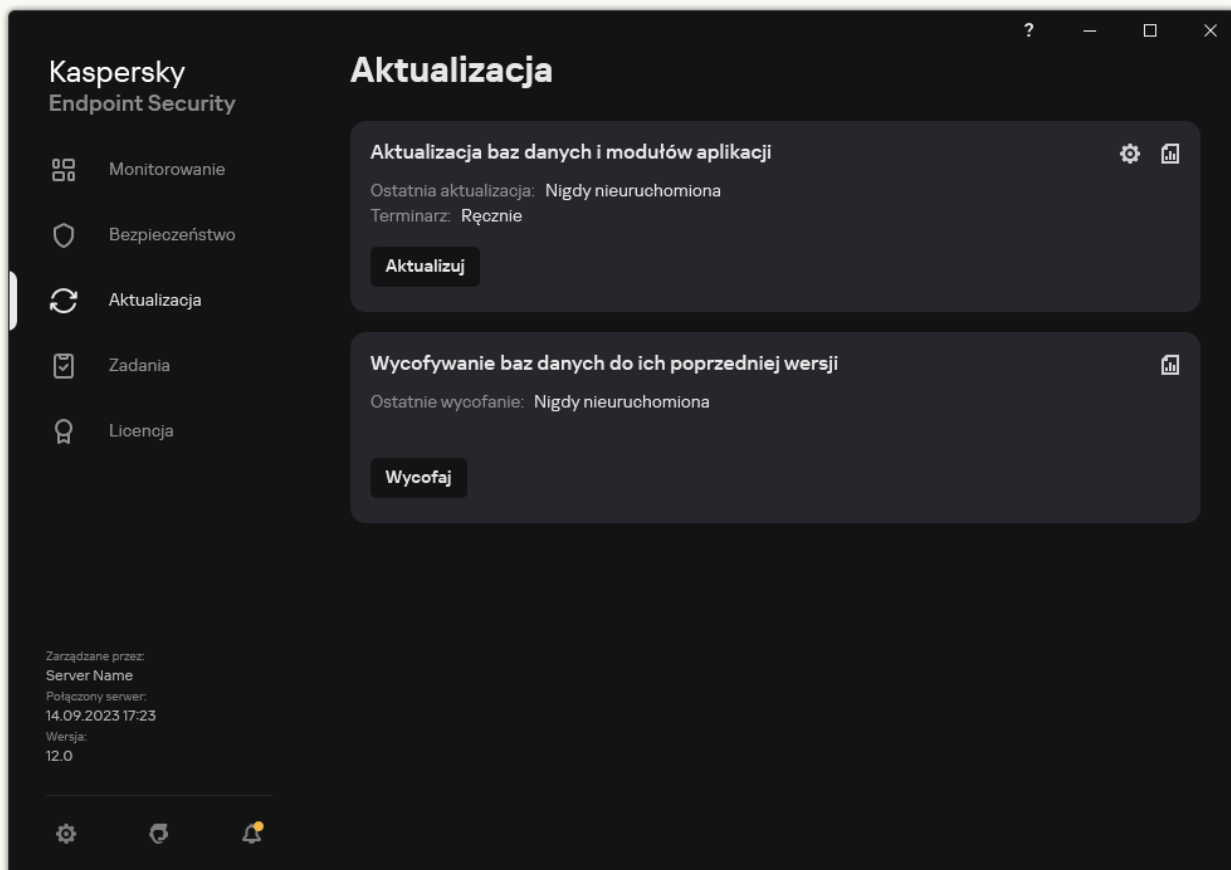 ?
Kaspersky
Endpoint Security
Monitorowanie
Bezpieczeństwo
Aktualizacja
Zadania
Licencja
Zarządzane przez:
Server Name
Połączony serwer:
14.09.2023 17:23
Wersja:
12.0
Aktualizacja
Aktualizacja baz danych i modułów aplikacji
Ostatnia aktualizacja: Nigdy nieuruchomiona
Terminarz: Ręcznie
Aktualizuj
Wycofywanie baz danych do ich poprzedniej wersji
Ostatnie wycofanie: Nigdy nieuruchomiona
Wycofaj